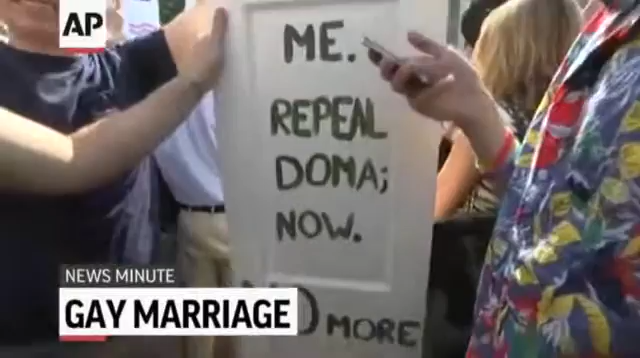 AP
ME.
REPEAL
DOMA;
NOW.
MORE
NEWS MINUTE
GAY MARRIAGE